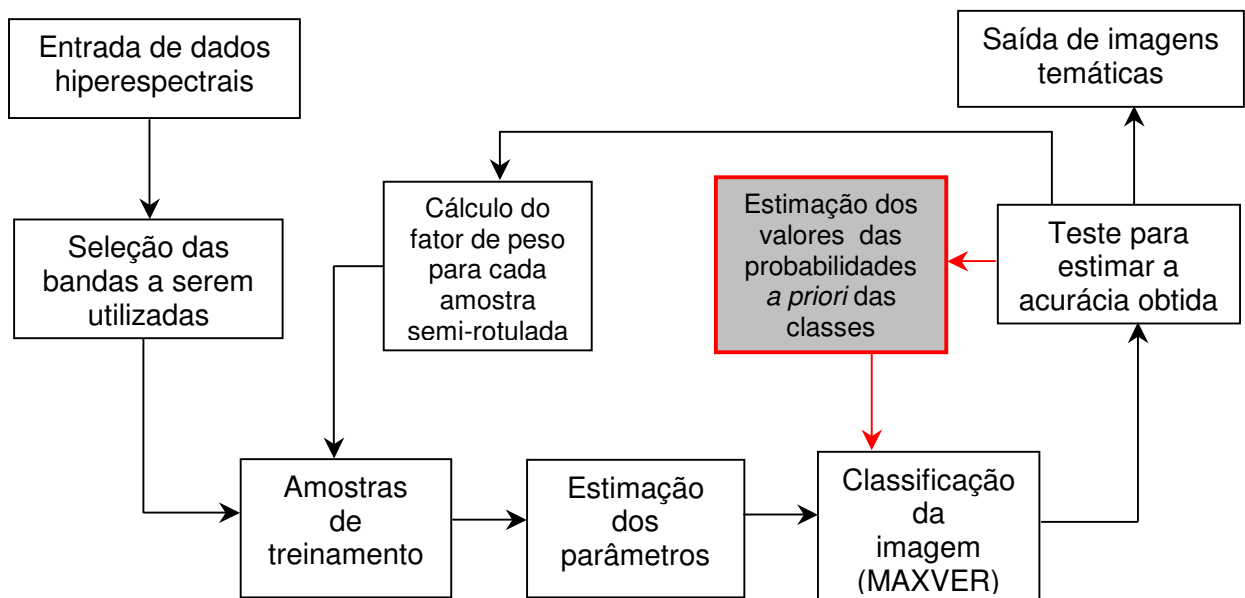 Entrada de dados
hiperespectrais
Saída de imagens
temáticas
Seleção das
bandas a serem
utilizadas
Cálculo do
fator de peso
para cada
amostra
semi-rotulada
Estimação dos
valores das
probabilidades
a priori das
classes
Teste para
estimar a
acurácia obtida
Amostras
de
treinamento
Estimação
dos
parâmetros
Classificação
da
imagem
(MAXVER)